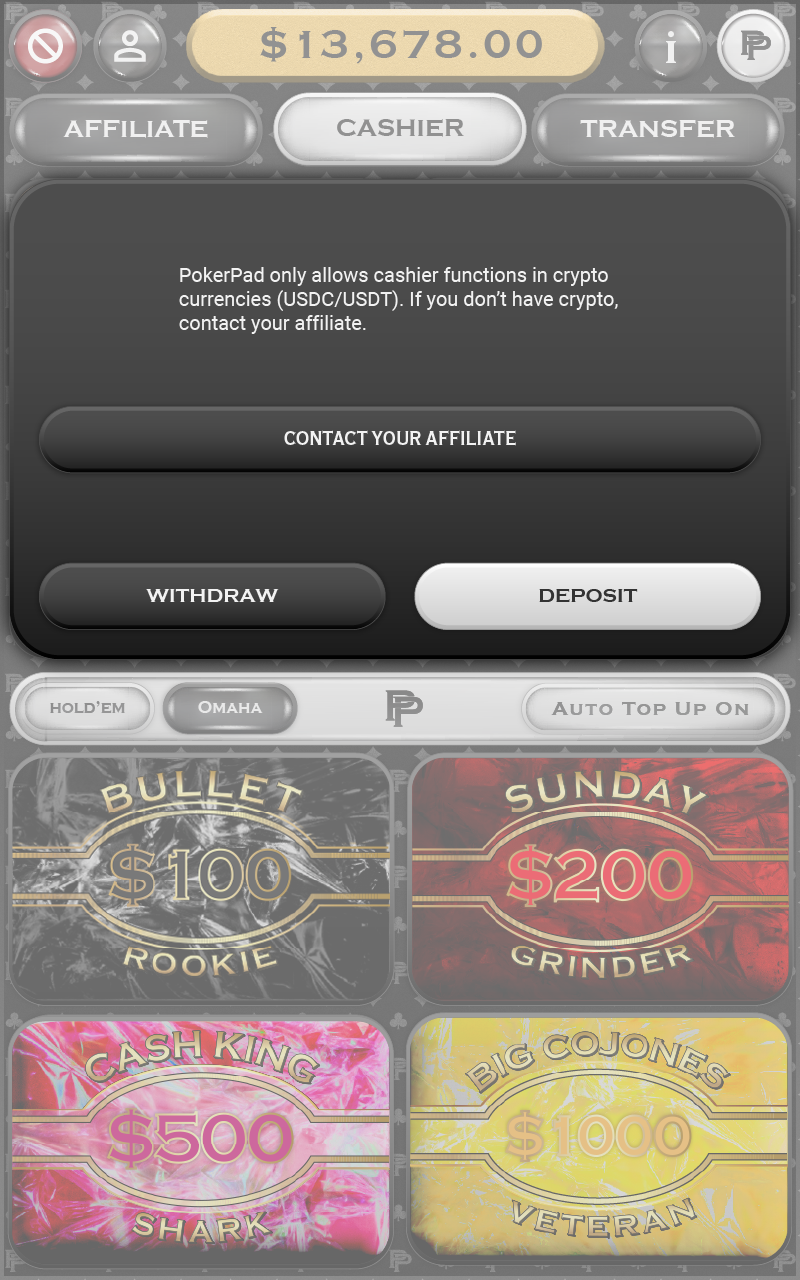 $13,678.00
i
PP
AFFILIATE
CASHIER
TRANSFER
PokerPad only allows cashier functions in crypto
currencies (USDC/USDT). If you don’t have crypto,
contact your affiliate.
CONTACT YOUR AFFILIATE
WITHDRAW
DEPOSIT
HOLD’EM
Omaha
PP
Auto Top Up On
BULLET
$100
ROOKIE
SUNDAY
$200
GRINDER
CASH KING
$500
SHARK
BIG COJONES
$1000
VETERAN